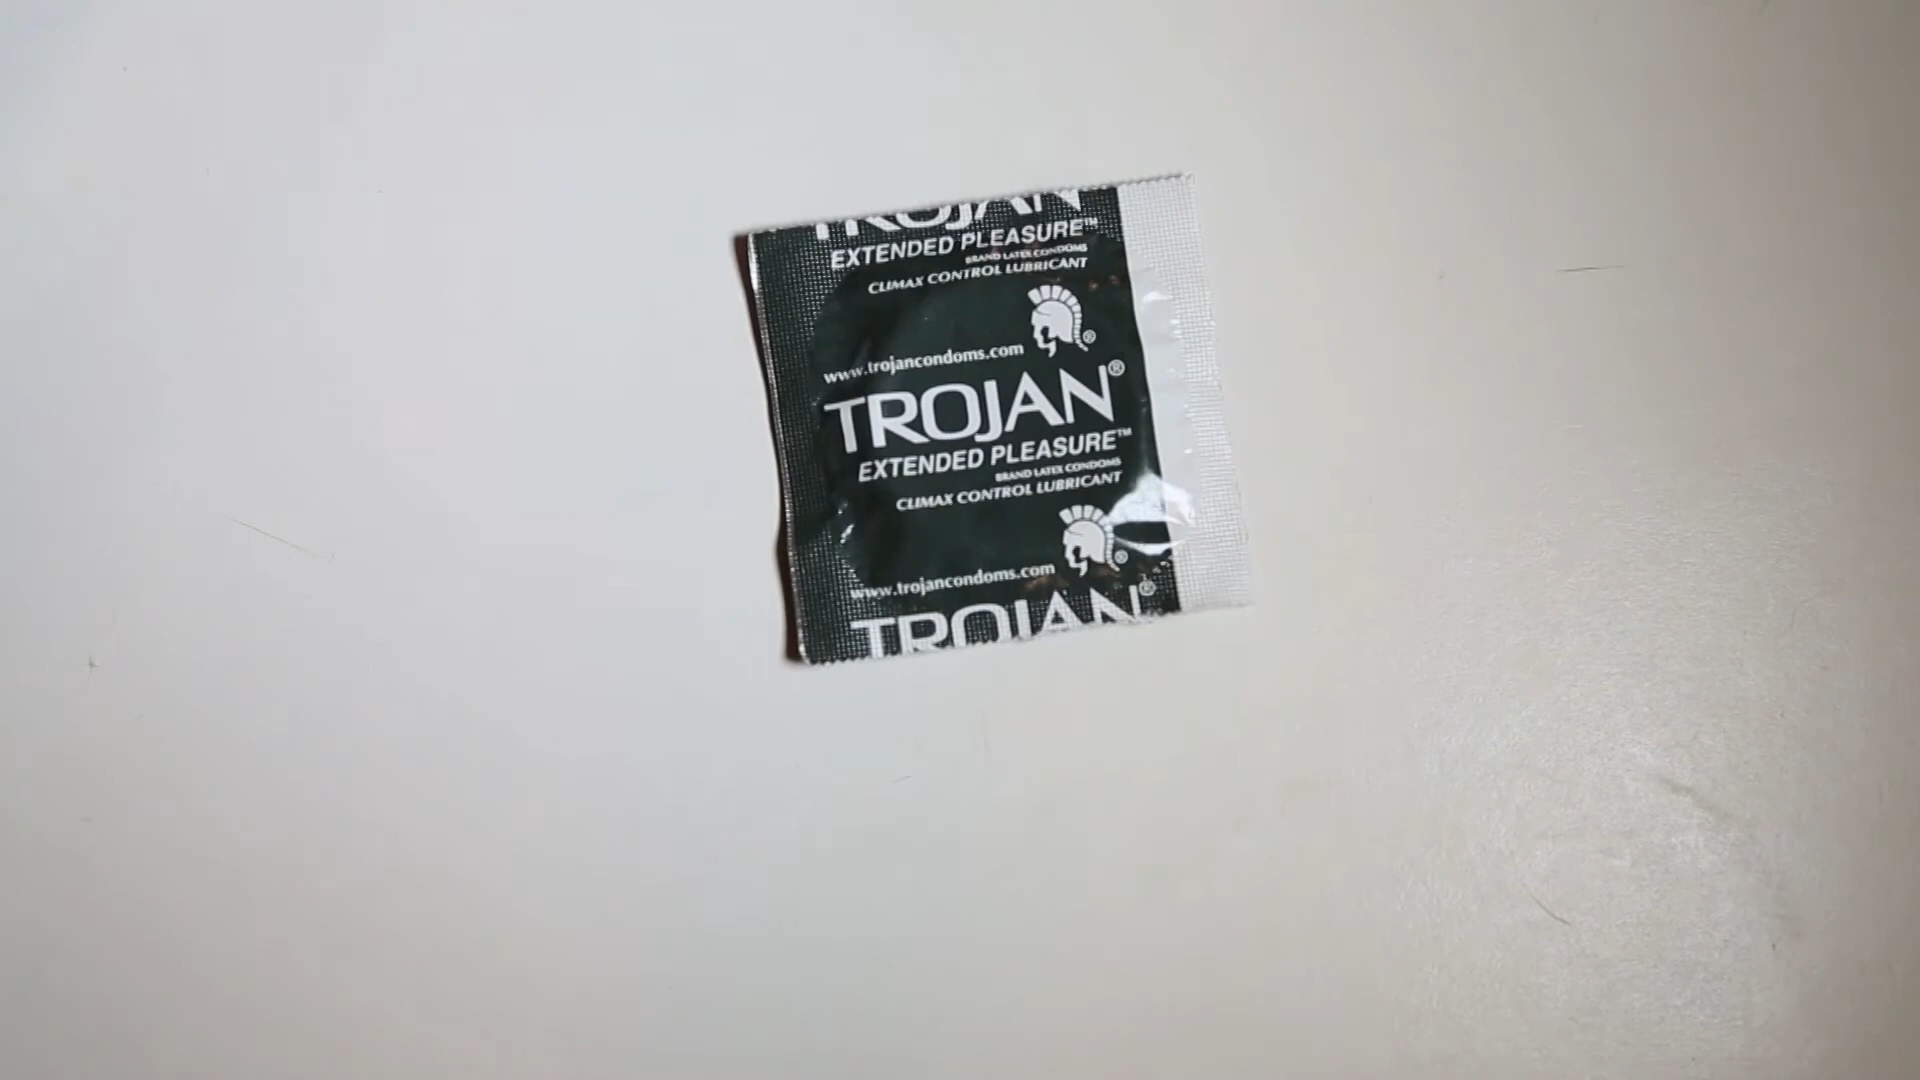 TROJAN
EXTENDED PLEASURE™
BRAND LATEX CONDOMS
CLIMAX CONTROL LUBRICANT
®
www.trojancondoms.com
TROJAN®
EXTENDED PLEASURE™
BRAND LATEX CONDOMS
CLIMAX CONTROL LUBRICANT
®
www.trojancondoms.com
TROJAN®